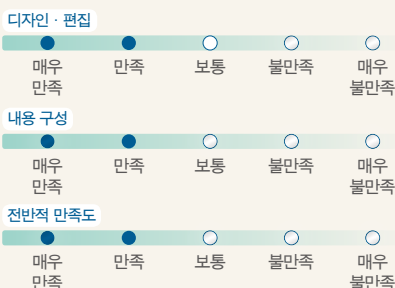 디자인 · 편집
매우 만족 만족 보통 불만족 매우 불만족
내용 구성
매우 만족 만족 보통 불만족 매우 불만족
전반적 만족도
매우 만족 만족 보통 불만족 매우 불만족